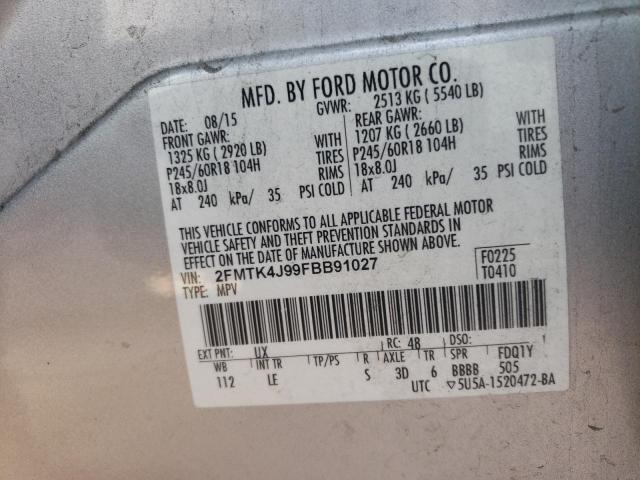 MFD. BY FORD MOTOR CO.
DATE: 08/15 GVWR: 2513 KG ( 5540 LB)
FRONT GAWR: REAR GAWR:
1325 KG ( 2920 LB) WITH 1207 KG ( 2660 LB) WITH
P245/60R18 104H TIRES P245/60R18 104H TIRES
18x8.0J RIMS 18x8.0J RIMS
AT 240 kPa/ 35 PSI COLD AT 240 kPa/ 35 PSI COLD
THIS VEHICLE CONFORMS TO ALL APPLICABLE FEDERAL MOTOR
VEHICLE SAFETY AND THEFT PREVENTION STANDARDS IN
EFFECT ON THE DATE OF MANUFACTURE SHOWN ABOVE.
VIN: 2FMTK4J99FBB91027 F0225
TYPE: MPV T0410
EXT PNT: UX RC: 48 DSO:
WB INT TR TP/PS R AXLE TR SPR FDQ1Y
112 LE S 3D 6 BBBB 505
UTC ▽5U5A-1520472-BA